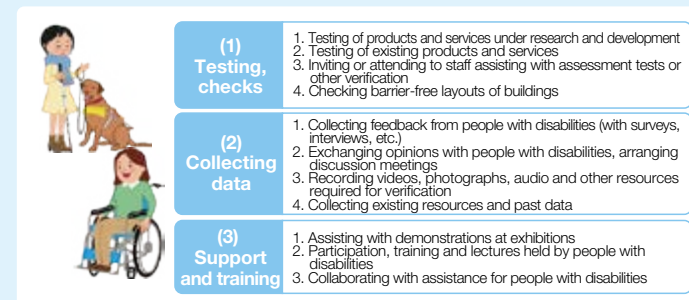 (1)
Testing,
checks
1. Testing of products and services under research and development
2. Testing of existing products and services
3. Inviting or attending to staff assisting with assessment tests or
other verification
4. Checking barrier-free layouts of buildings
(2)
Collecting
data
1. Collecting feedback from people with disabilities (with surveys,
interviews, etc.)
2. Exchanging opinions with people with disabilities, arranging
discussion meetings
3. Recording videos, photographs, audio and other resources
required for verification
4. Collecting existing resources and past data
(3)
Support
and training
1. Assisting with demonstrations at exhibitions
2. Participation, training and lectures held by people with
disabilities
3. Collaborating with assistance for people with disabilities